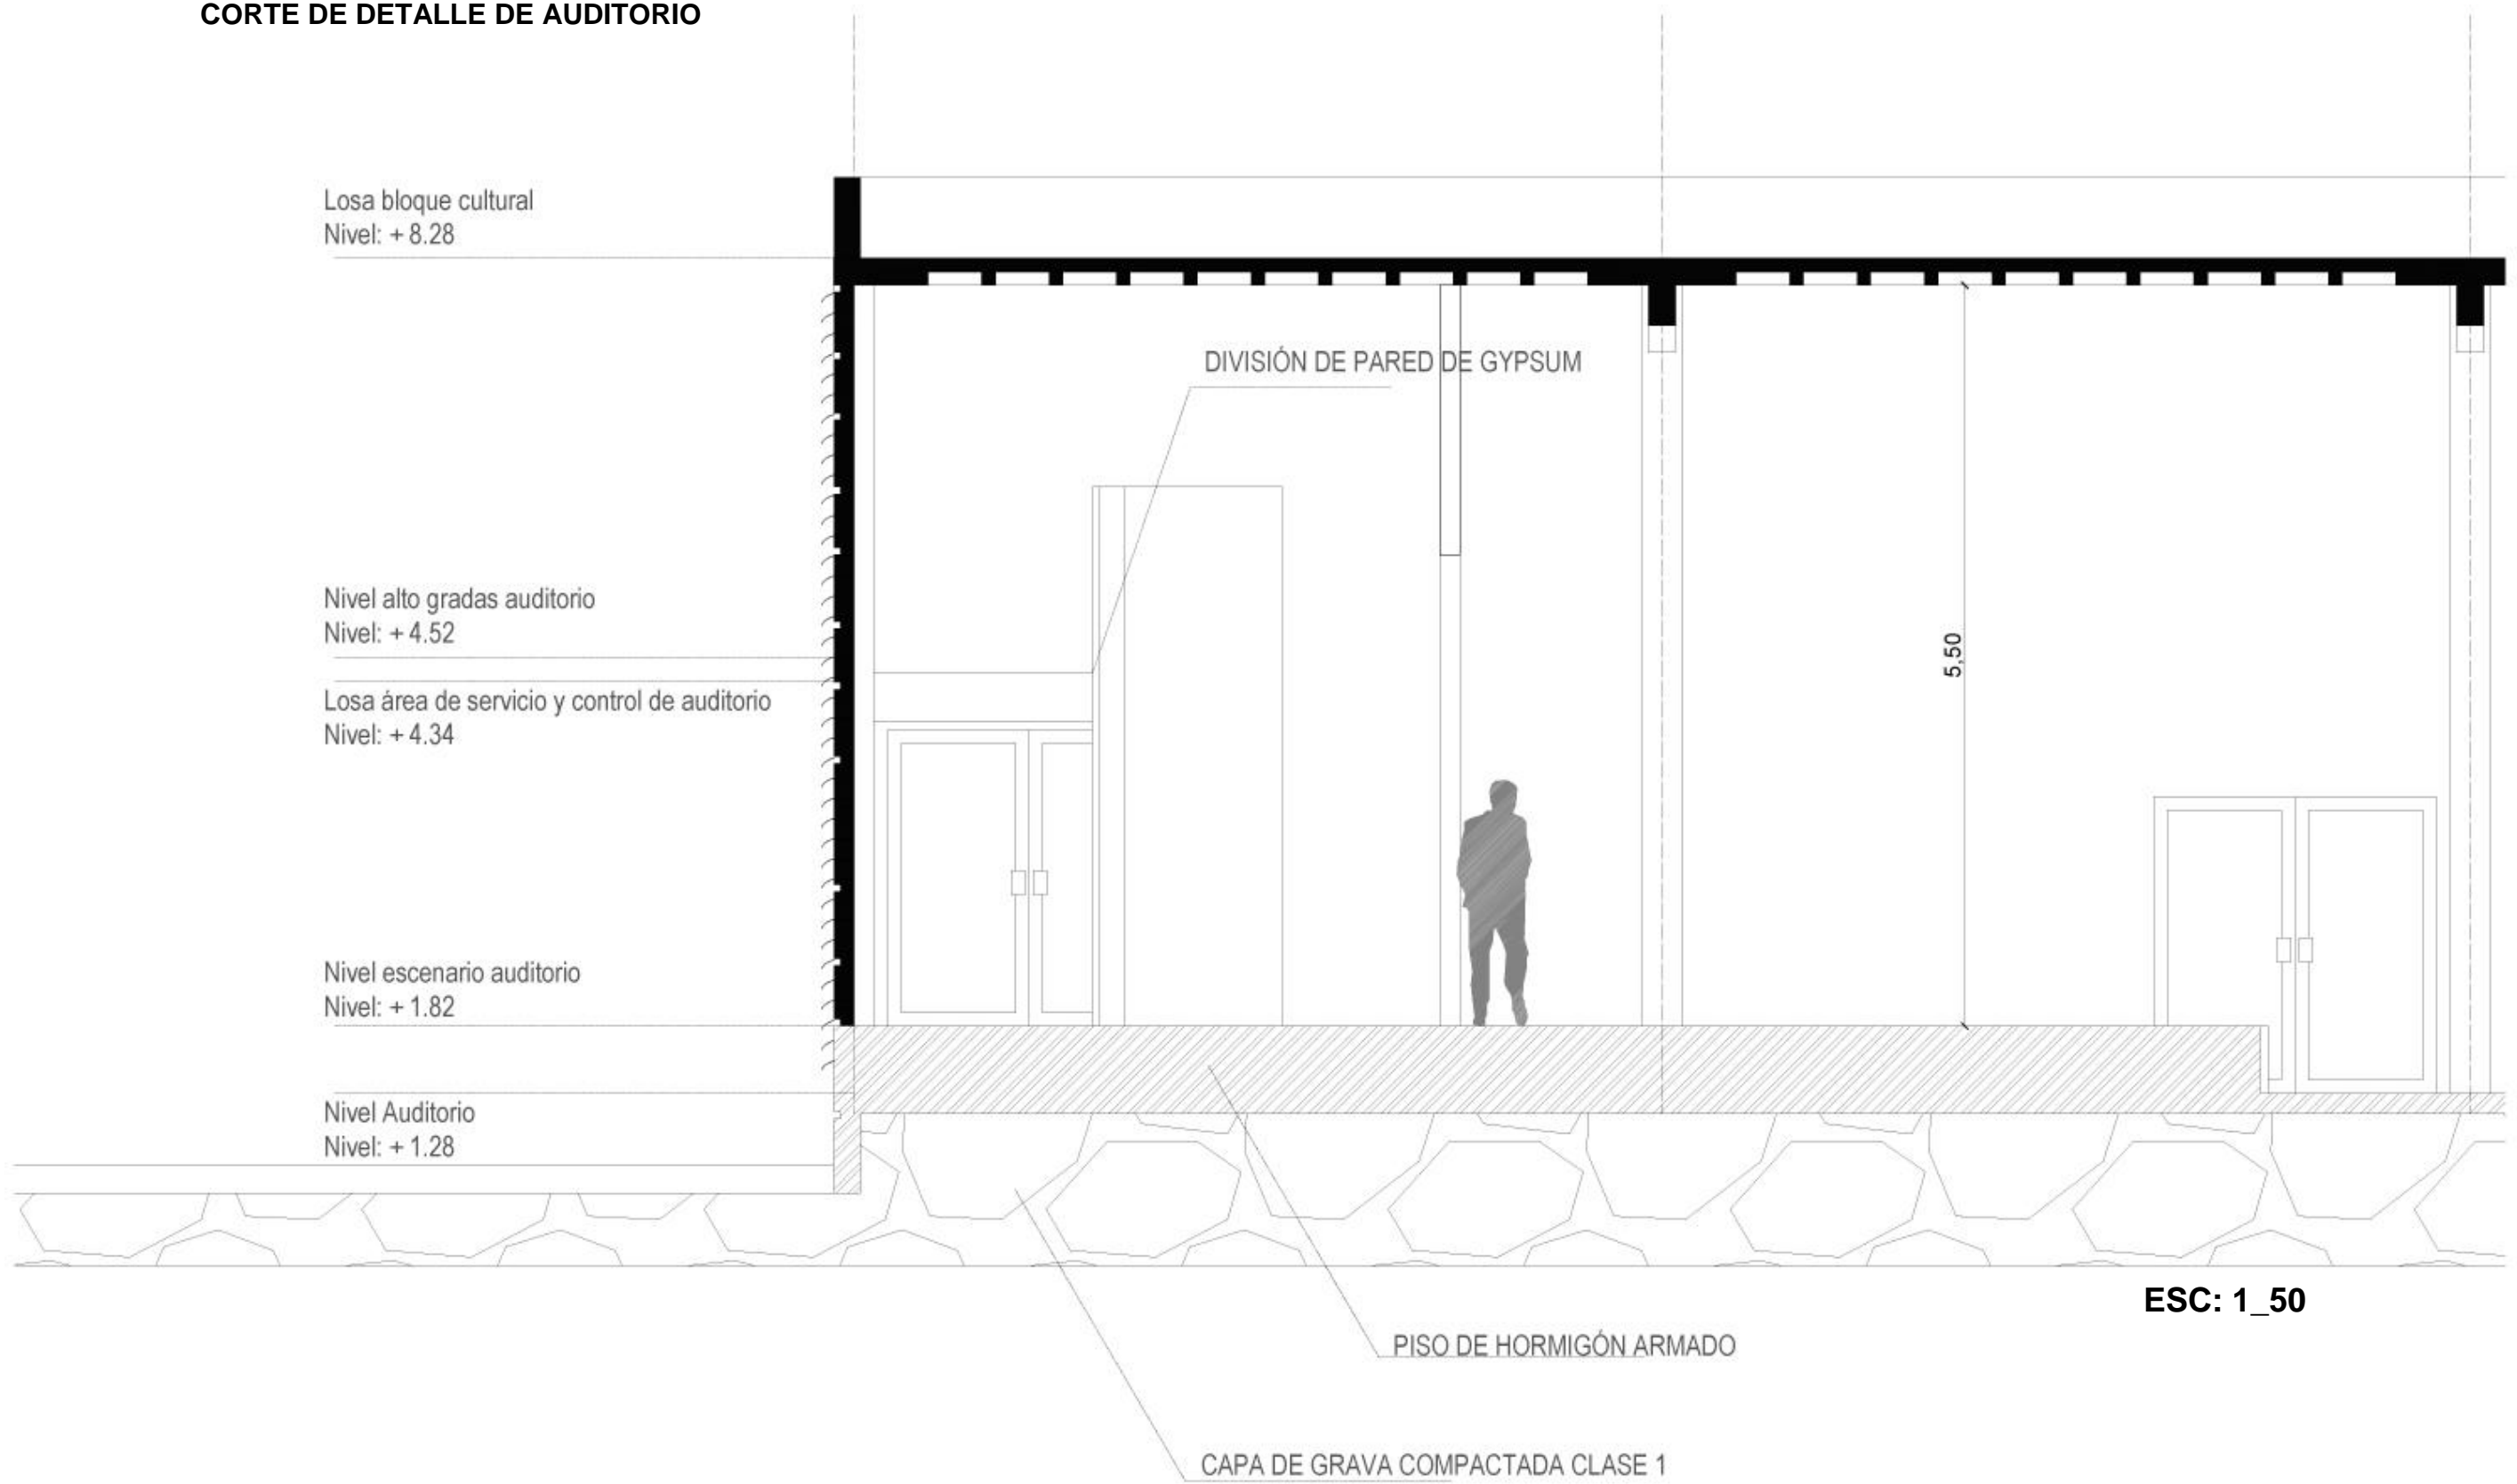 CORTE DE DETALLE DE AUDITORIO
Losa bloque cultural
Nivel: + 8.28
DIVISIÓN DE PARED DE GYPSUM
Nivel alto gradas auditorio
Nivel: + 4.52
5,50
Losa área de servicio y control de auditorio
Nivel: + 4.34
Nivel escenario auditorio
Nivel: + 1.82
Nivel Auditorio
Nivel: + 1.28
ESC: 1_50
PISO DE HORMIGÓN ARMADO
CAPA DE GRAVA COMPACTADA CLASE 1